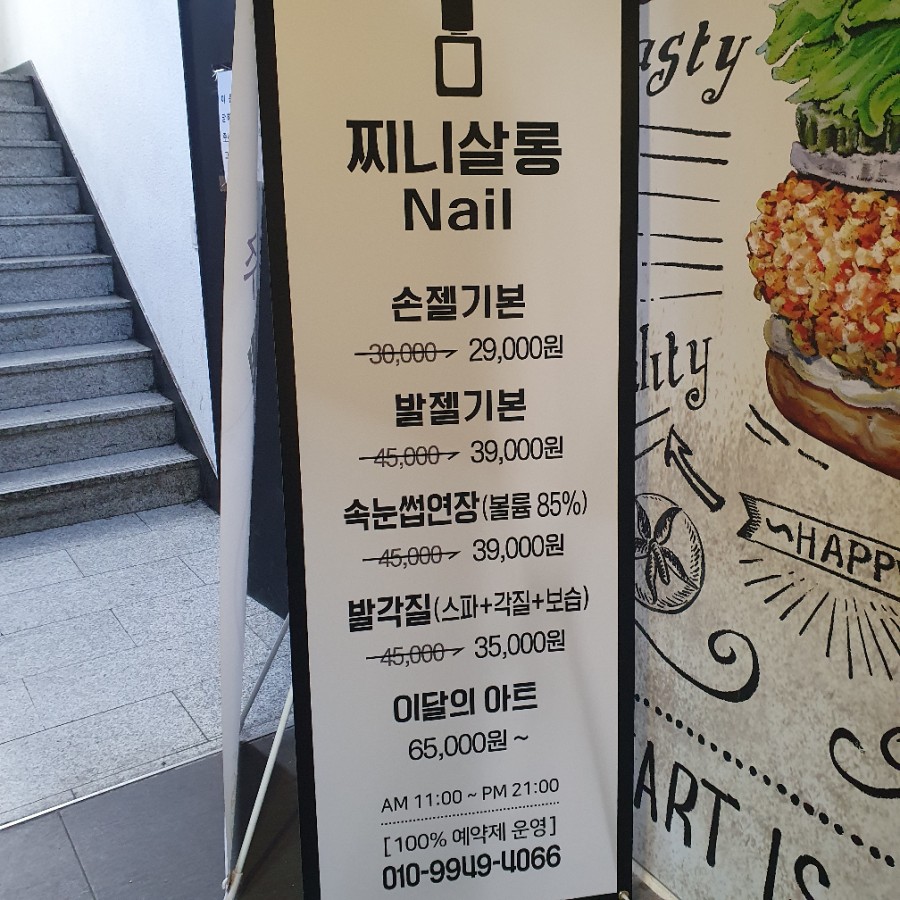 찌니살롱
Nail
손젤기본
30,000 29,000원
발젤기본
45,000 39,000원
속눈썹연장(볼륨 85%)
45,000 39,000원
발각질(스파+각질+보습)
45,000 35,000원
이달의 아트
65,000원 ~
AM 11:00 ~ PM 21:00
[100% 예약제 운영]
010-9949-4066
asty
lity
HAPPY
ART IS